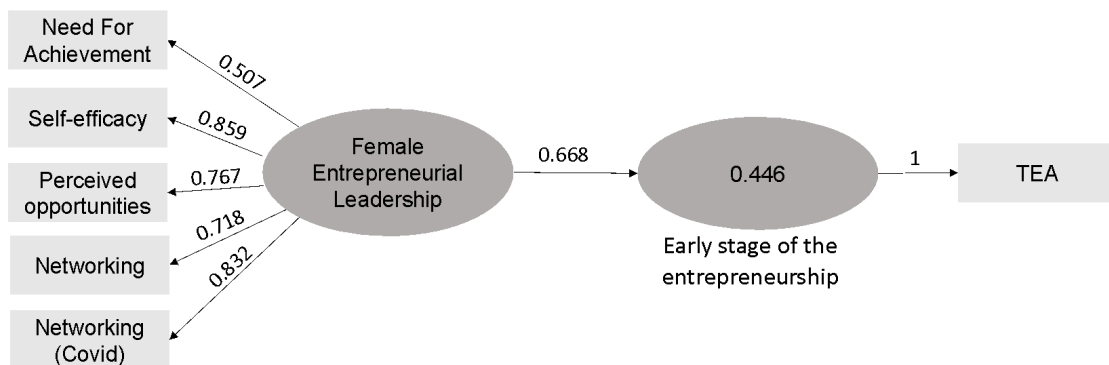 Need For
Achievement
0.507
Self-efficacy
0.859
Perceived
opportunities
0.767
Networking
0.718
Networking
(Covid)
0.832
Female
Entrepreneurial
Leadership
0.668
0.446
Early stage of the
entrepreneurship
1
TEA